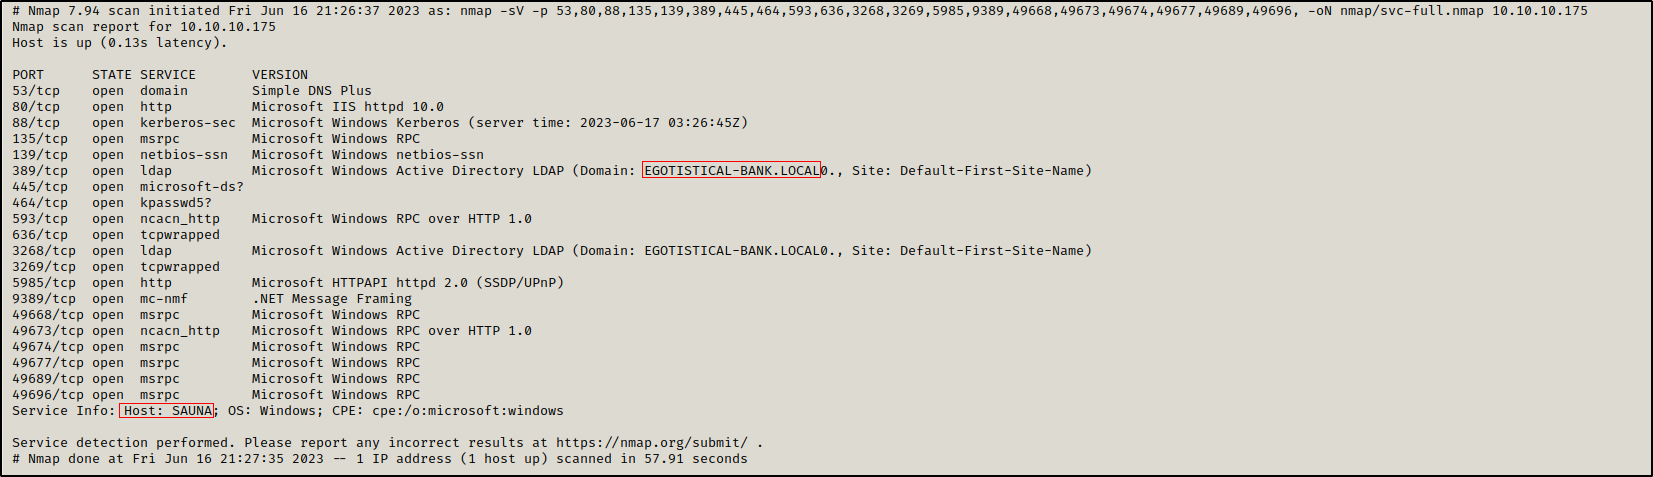 # Nmap 7.94 scan initiated Fri Jun 16 21:26:37 2023 as: nmap -sV -p 53,80,88,135,139,389,445,464,593,636,3268,3269,5985,9389,49668,49673,49674,49677,49689,49696, -oN nmap/svc-full.nmap 10.10.10.175
Nmap scan report for 10.10.10.175
Host is up (0.13s latency).
PORT STATE SERVICE VERSION
53/tcp open domain Simple DNS Plus
80/tcp open http Microsoft IIS httpd 10.0
88/tcp open kerberos-sec Microsoft Windows Kerberos (server time: 2023-06-17 03:26:45Z)
135/tcp open msrpc Microsoft Windows RPC
139/tcp open netbios-ssn Microsoft Windows netbios-ssn
389/tcp open ldap Microsoft Windows Active Directory LDAP (Domain: EGOTISTICAL-BANK.LOCAL0., Site: Default-First-Site-Name)
445/tcp open microsoft-ds?
464/tcp open kpasswd5?
593/tcp open ncacn_http Microsoft Windows RPC over HTTP 1.0
636/tcp open tcpwrapped
3268/tcp open ldap Microsoft Windows Active Directory LDAP (Domain: EGOTISTICAL-BANK.LOCAL0., Site: Default-First-Site-Name)
3269/tcp open tcpwrapped
5985/tcp open http Microsoft HTTPAPI httpd 2.0 (SSDP/UPnP)
9389/tcp open mc-nmf .NET Message Framing
49668/tcp open msrpc Microsoft Windows RPC
49673/tcp open ncacn_http Microsoft Windows RPC over HTTP 1.0
49674/tcp open msrpc Microsoft Windows RPC
49677/tcp open msrpc Microsoft Windows RPC
49689/tcp open msrpc Microsoft Windows RPC
49696/tcp open msrpc Microsoft Windows RPC
Service Info: Host: SAUNA; OS: Windows; CPE: cpe:/o:microsoft:windows
Service detection performed. Please report any incorrect results at https://nmap.org/submit/ .
# Nmap done at Fri Jun 16 21:27:35 2023 -- 1 IP address (1 host up) scanned in 57.91 seconds